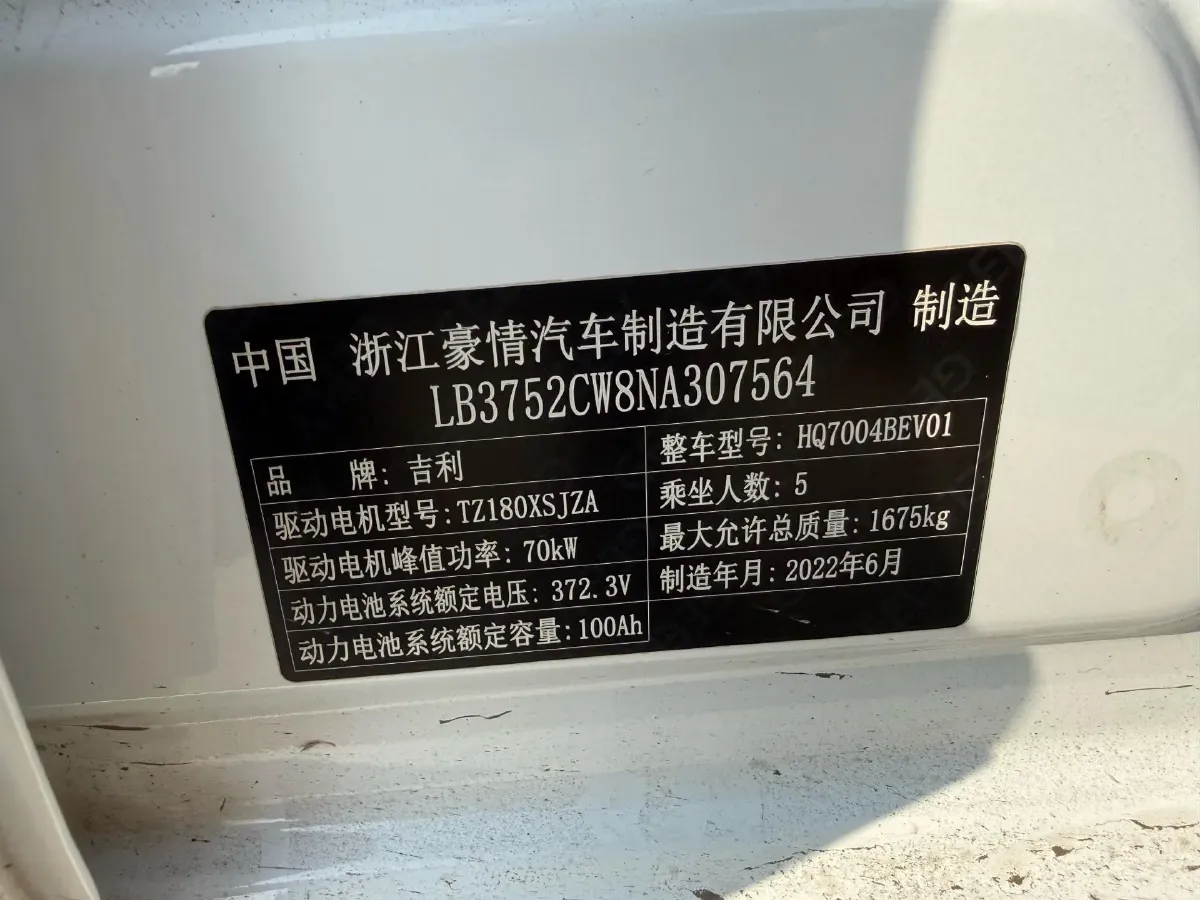 中国 浙江豪情汽车制造有限公司 制造
LB3752CW8NA307564
品 牌: 吉利
整车型号: HQ7004BEV01
驱动电机型号:TZ180XSJZA
乘坐人数: 5
驱动电机峰值功率: 70kW
最大允许总质量: 1675kg
动力电池系统额定电压: 372.3V
制造年月: 2022年6月
动力电池系统额定容量:100Ah